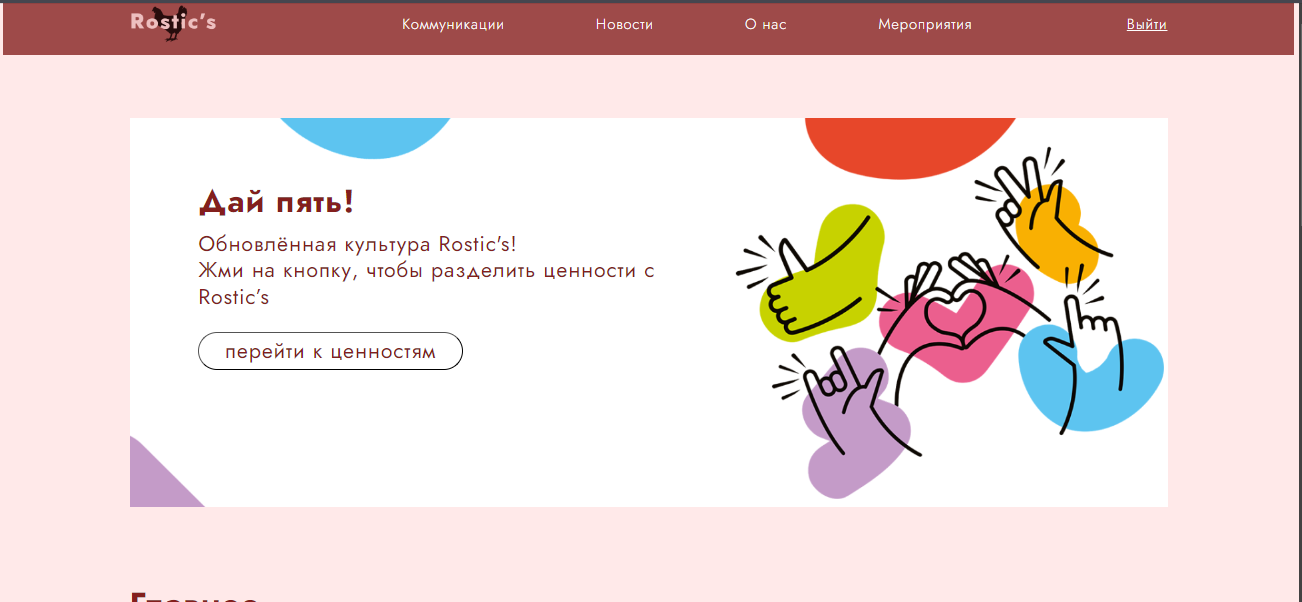 Rostic's
Коммуникации
Новости
О нас
Мероприятия
Выйти
Дай пять!
Обновлённая культура Rostic's!
Жми на кнопку, чтобы разделить ценности с
Rostic’s
перейти к ценностям